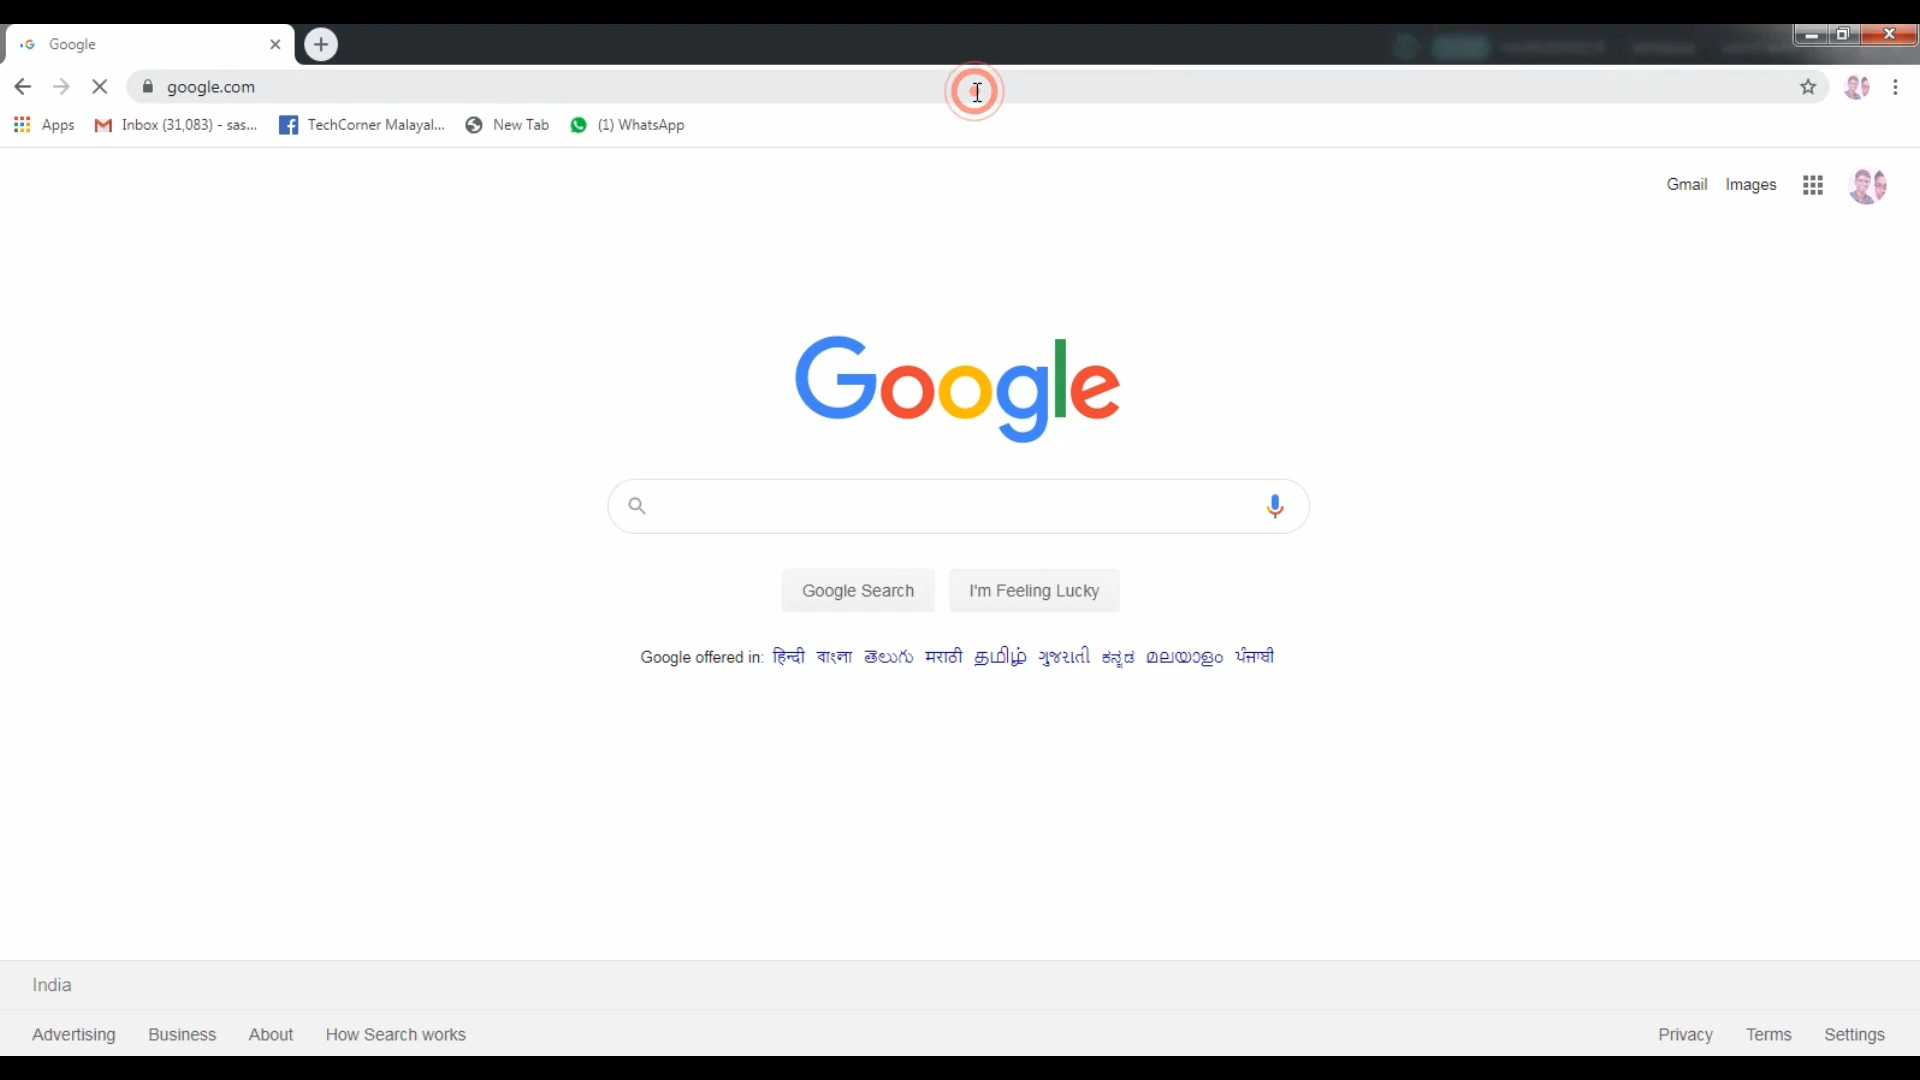 Google
google.com
Apps Inbox (31,083) - sas... TechCorner Malayal... New Tab (1) WhatsApp
Gmail Images
Google
Google Search I'm Feeling Lucky
Google offered in: हिन्दी বাংলা తెలుగు मराठी தமிழ் ગુજરાતી ಕನ್ನಡ മലയാളം ਪੰਜਾਬੀ
India
Advertising Business About How Search works Privacy Terms Settings